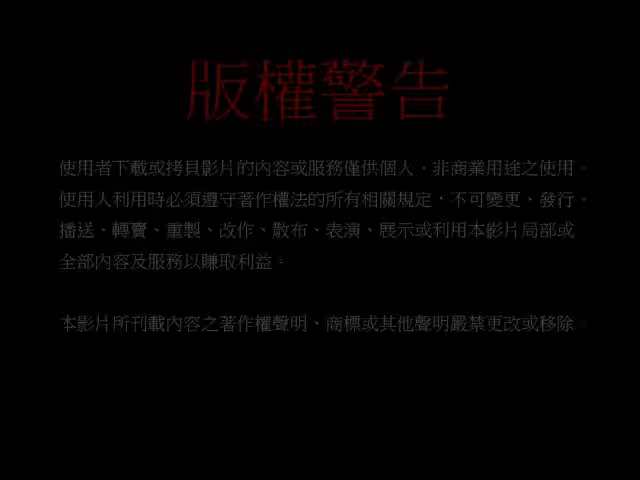 版權警告
使用者下載或拷貝影片的內容或服務僅供個人，非商業用途之使用。
使用人利用時必須遵守著作權法的所有相關規定，不可變更、發行、
播送、轉賣、重製、改作、散布、表演、展示或利用本影片局部或
全部內容及服務以賺取利益。
本影片所刊載內容之著作權聲明、商標或其他聲明嚴禁更改或移除。